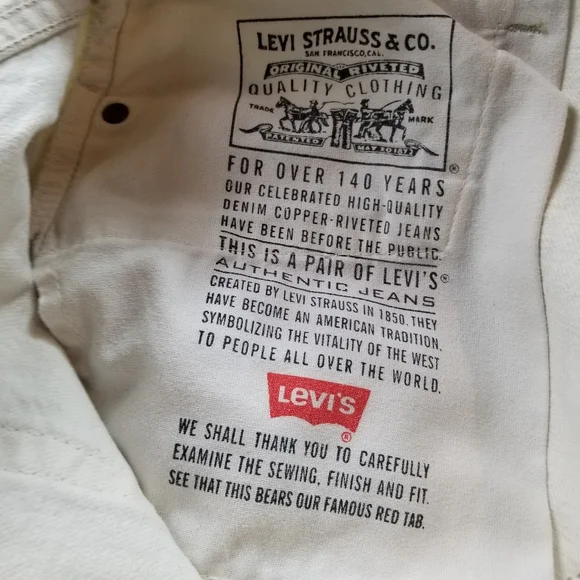 LEVI STRAUSS & CO.
SAN FRANCISCO, CAL.
ORIGINAL RIVETED
QUALITY CLOTHING
TRADE MARK
PATENTED MAY 20 1873
®
FOR OVER 140 YEARS
OUR CELEBRATED HIGH-QUALITY
DENIM COPPER-RIVETED JEANS
HAVE BEEN BEFORE THE PUBLIC.
THIS IS A PAIR OF LEVI'S®
AUTHENTIC JEANS
CREATED BY LEVI STRAUSS IN 1850. THEY
HAVE BECOME AN AMERICAN TRADITION,
SYMBOLIZING THE VITALITY OF THE WEST
TO PEOPLE ALL OVER THE WORLD.
LEVI'S
®
WE SHALL THANK YOU TO CAREFULLY
EXAMINE THE SEWING, FINISH AND FIT.
SEE THAT THIS BEARS OUR FAMOUS RED TAB.